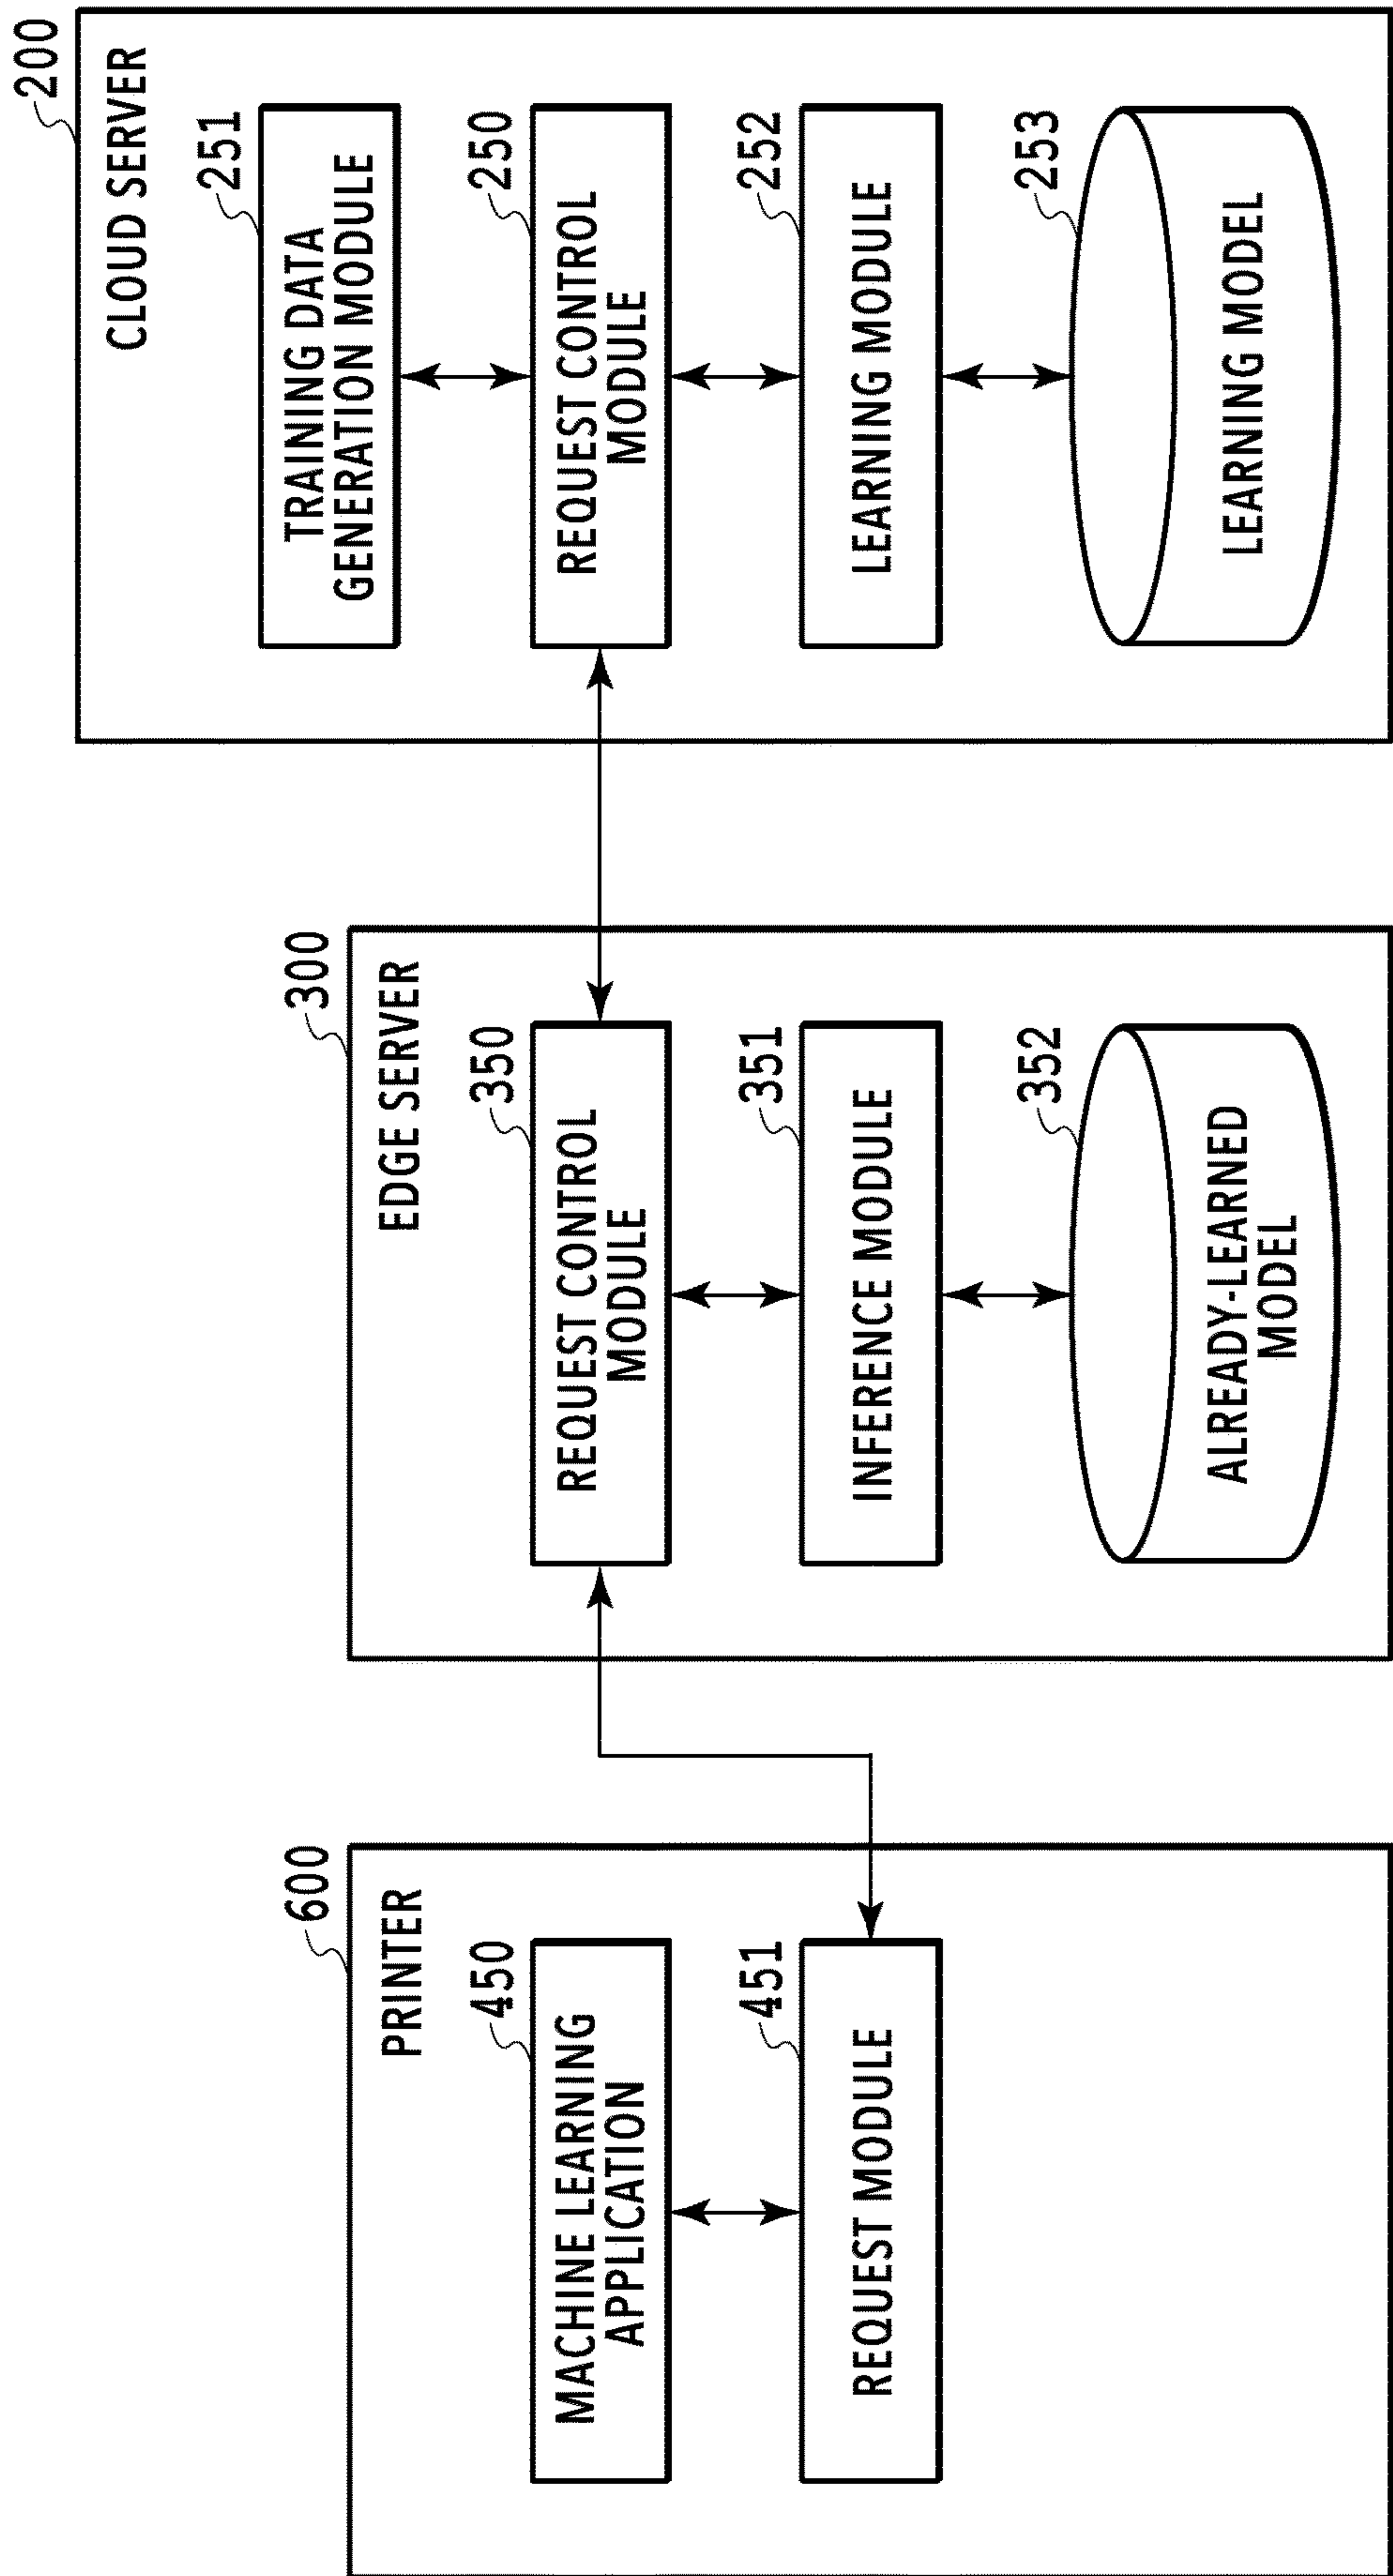 600
PRINTER
450
MACHINE LEARNING
APPLICATION
451
REQUEST MODULE
300
EDGE SERVER
350
REQUEST CONTROL
MODULE
351
INFERENCE MODULE
352
ALREADY-LEARNED
MODEL
200
CLOUD SERVER
251
TRAINING DATA
GENERATION MODULE
250
REQUEST CONTROL
MODULE
252
LEARNING MODULE
253
LEARNING MODEL